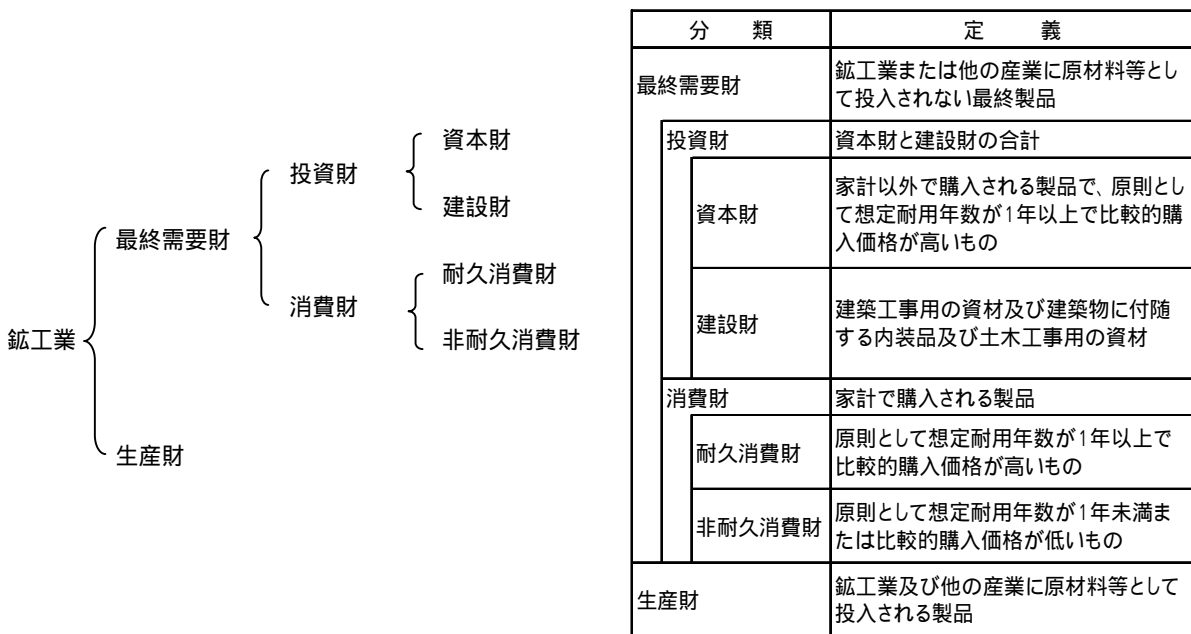 鉱工業
最終需要財
生産財
投資財
消費財
資本財
建設財
耐久消費財
非耐久消費財
分 類 定 義
最終需要財 鉱工業または他の産業に原材料等とし
て投入されない最終製品
投資財 資本財と建設財の合計
資本財 家計以外で購入される製品で、原則とし
て想定耐用年数が1年以上で比較的購
入価格が高いもの
建設財 建築工事用の資材及び建築物に付随
する内装品及び土木工事用の資材
消費財 家計で購入される製品
耐久消費財 原則として想定耐用年数が1年以上で
比較的購入価格が高いもの
非耐久消費財 原則として想定耐用年数が1年未満ま
たは比較的購入価格が低いもの
生産財 鉱工業及び他の産業に原材料等として
投入される製品